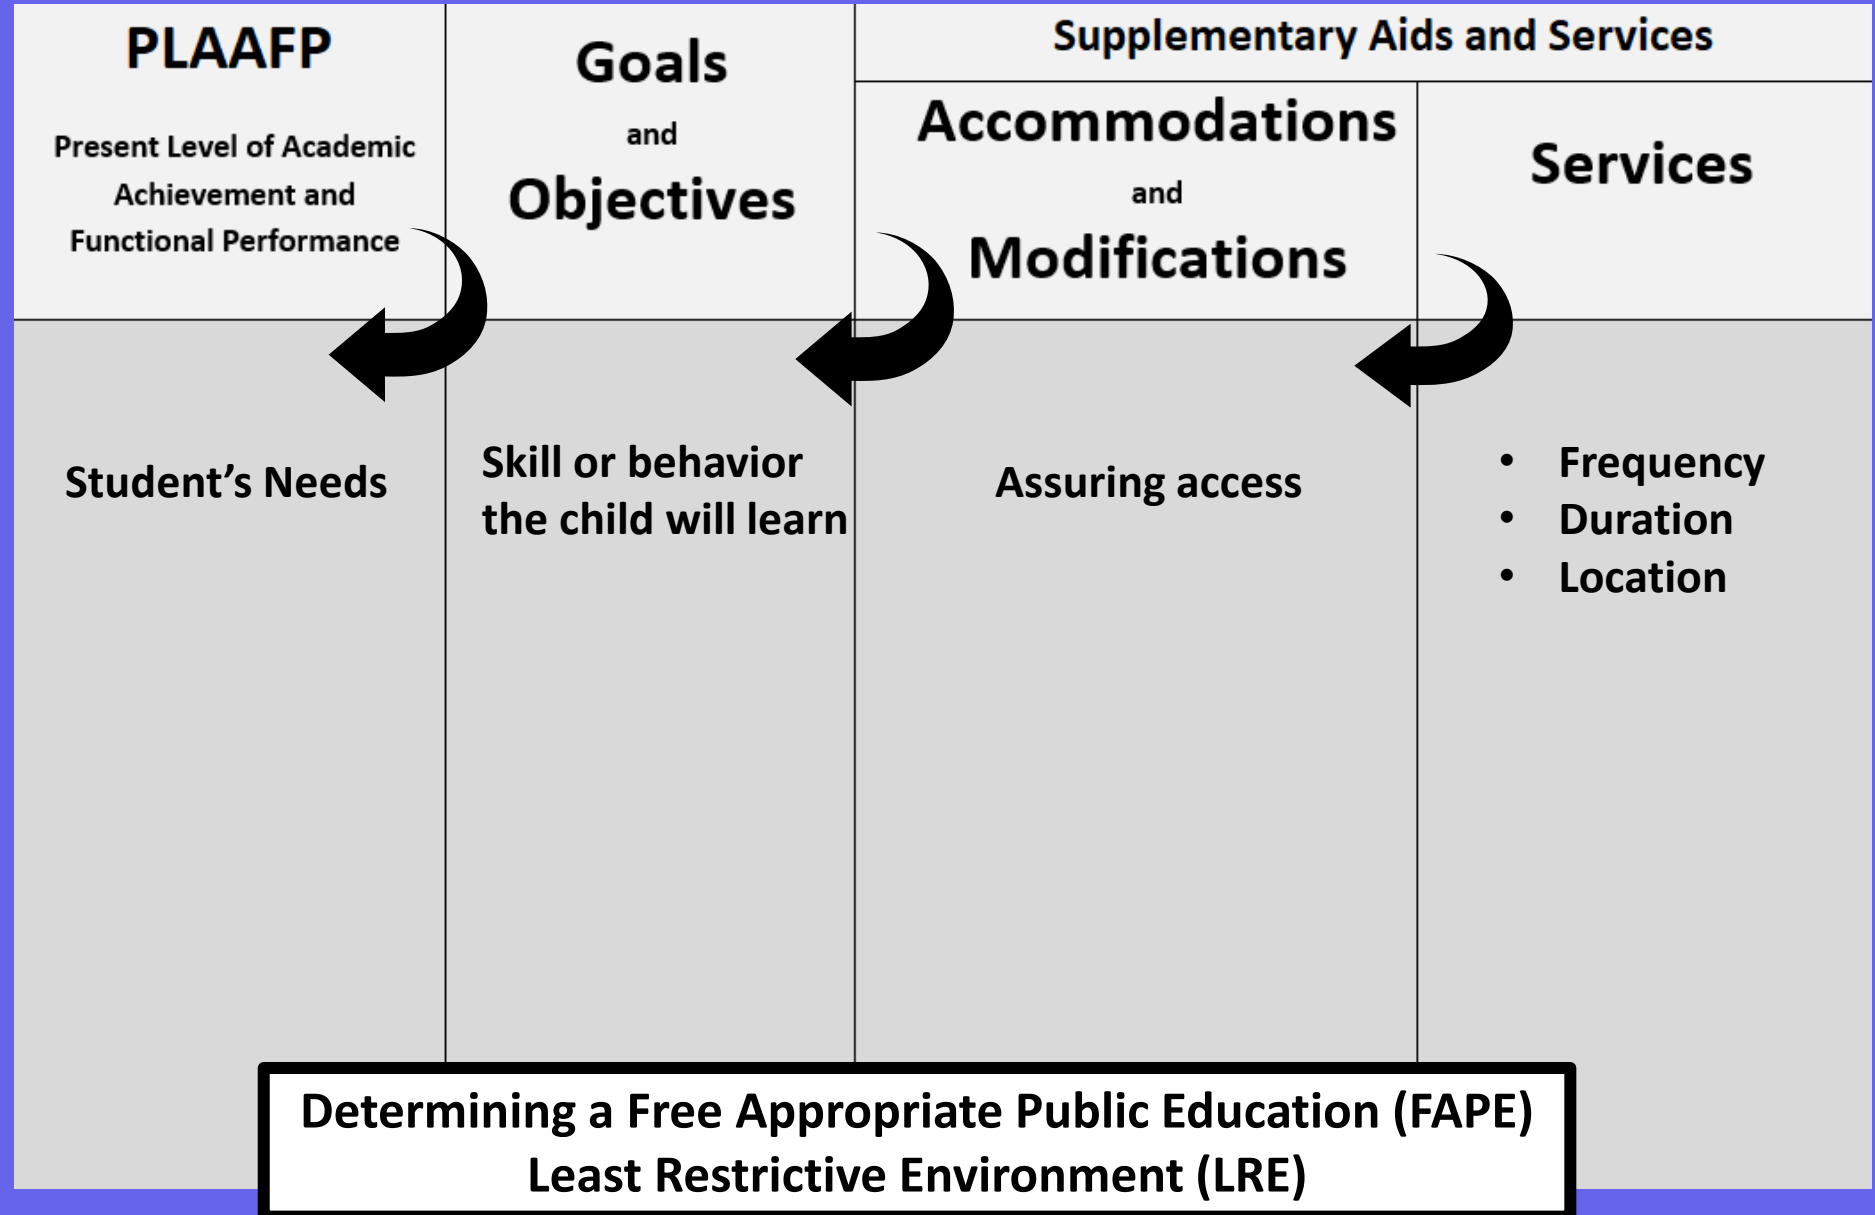 PLAAFP
Present Level of Academic
Achievement and
Functional Performance
Goals
and
Objectives
Supplementary Aids and Services
Accommodations
and
Modifications
Services
Student’s Needs
Skill or behavior
the child will learn
Assuring access
• Frequency
• Duration
• Location
Determining a Free Appropriate Public Education (FAPE)
Least Restrictive Environment (LRE)